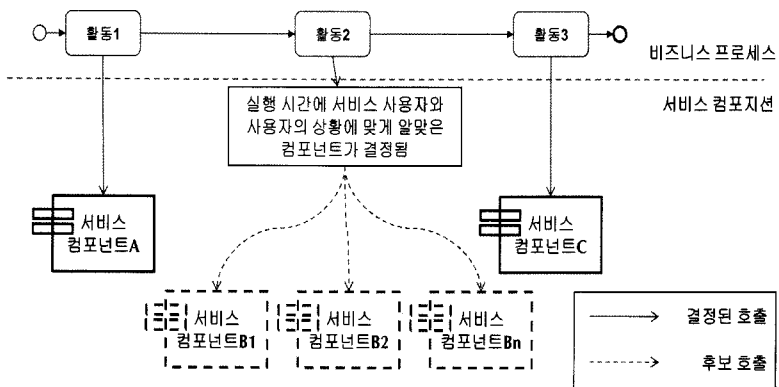 활동1
활동2
활동3
비즈니스 프로세스
서비스 컴포지션
실행 시간에 서비스 사용자와
사용자의 상황에 맞게 알맞은
컴포넌트가 결정됨
서비스
컴포넌트A
서비스
컴포넌트C
서비스
컴포넌트B1
서비스
컴포넌트B2
서비스
컴포넌트Bn
결정된 호출
후보 호출